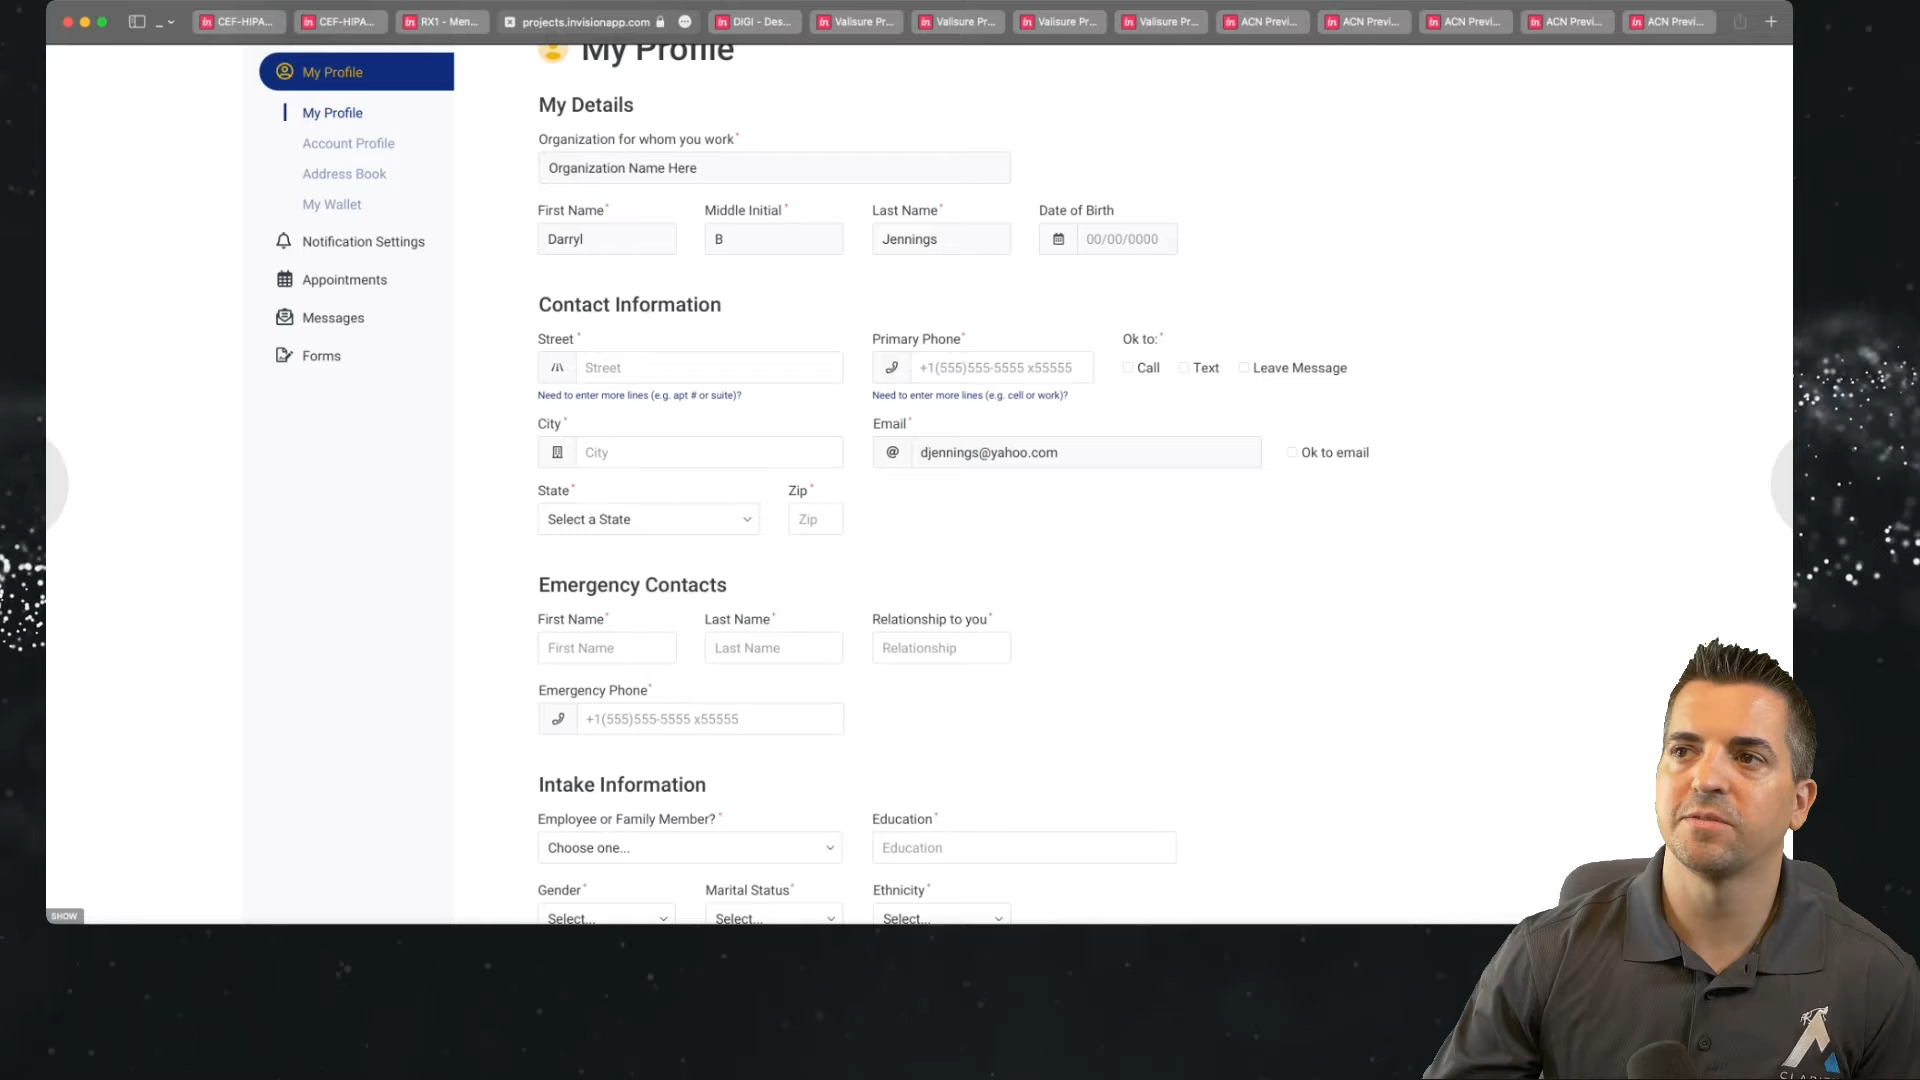 CEF-HIPA...
CEF-HIPA...
RX1 - Men...
projects.invisionapp.com
DIGI - Des...
Valisure Pr...
Valisure Pr...
Valisure Pr...
Valisure Pr...
ACN Previ...
ACN Previ...
ACN Previ...
ACN Previ...
ACN Previ...
My Profile
My Profile
Account Profile
Address Book
My Wallet
Notification Settings
Appointments
Messages
Forms
My Profile
My Details
Organization for whom you work*
Organization Name Here
First Name* Middle Initial* Last Name* Date of Birth
Darryl B Jennings 00/00/0000
Contact Information
Street* Primary Phone* Ok to:*
Street +1(555)555-5555 x55555 Call Text Leave Message
Need to enter more lines (e.g. apt # or suite)? Need to enter more lines (e.g. cell or work)?
City* Email*
City @ djennings@yahoo.com Ok to email
State* Zip*
Select a State Zip
Emergency Contacts
First Name* Last Name* Relationship to you*
First Name Last Name Relationship
Emergency Phone*
+1(555)555-5555 x55555
Intake Information
Employee or Family Member?* Education*
Choose one... Education
Gender* Marital Status* Ethnicity*
Select... Select... Select...
SHOW